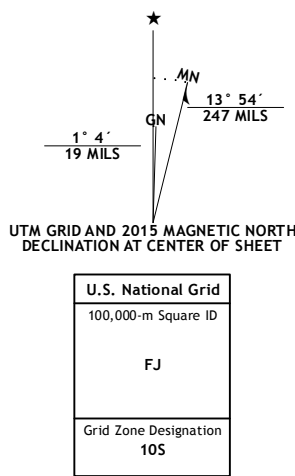 ★
MN
GN
13° 54´
247 MILS
1° 4´
19 MILS
UTM GRID AND 2015 MAGNETIC NORTH
DECLINATION AT CENTER OF SHEET
U.S. National Grid
100,000-m Square ID
FJ
Grid Zone Designation
10S